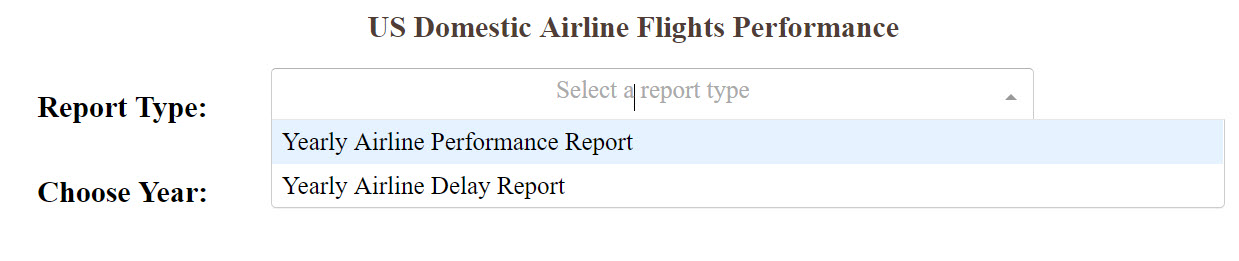 US Domestic Airline Flights Performance
Report Type:
Select a report type
Yearly Airline Performance Report
Yearly Airline Delay Report
Choose Year: